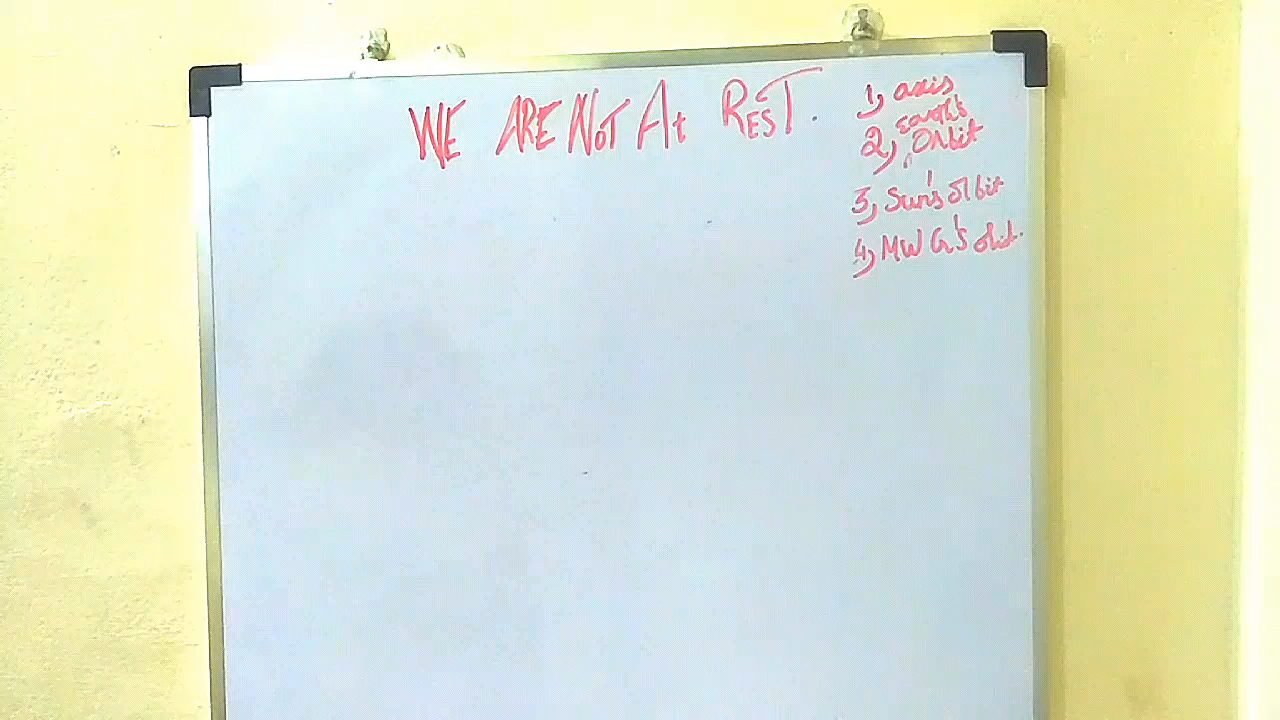 WE ARE NOT At REST.
1, axis
2, earth's
Orbit
3, Sun's orbit
4, MW G's orbit.